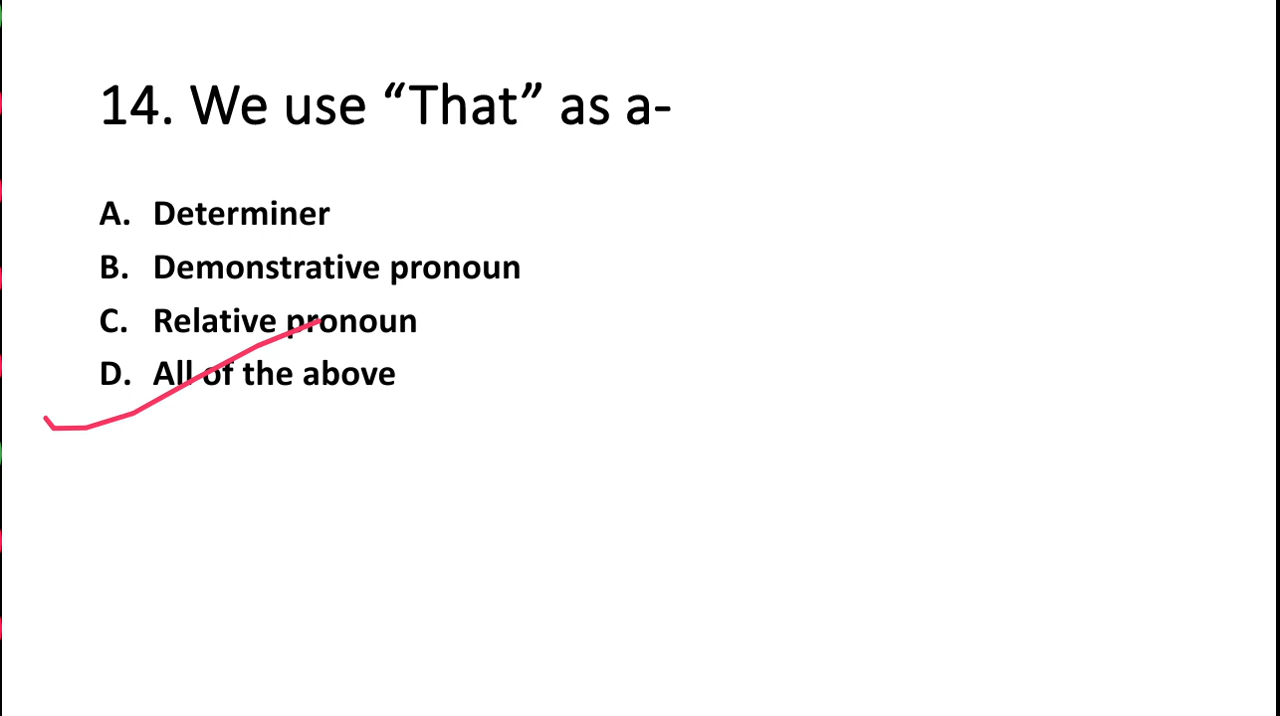 14. We use “That” as a-
A. Determiner
B. Demonstrative pronoun
C. Relative pronoun
D. All of the above